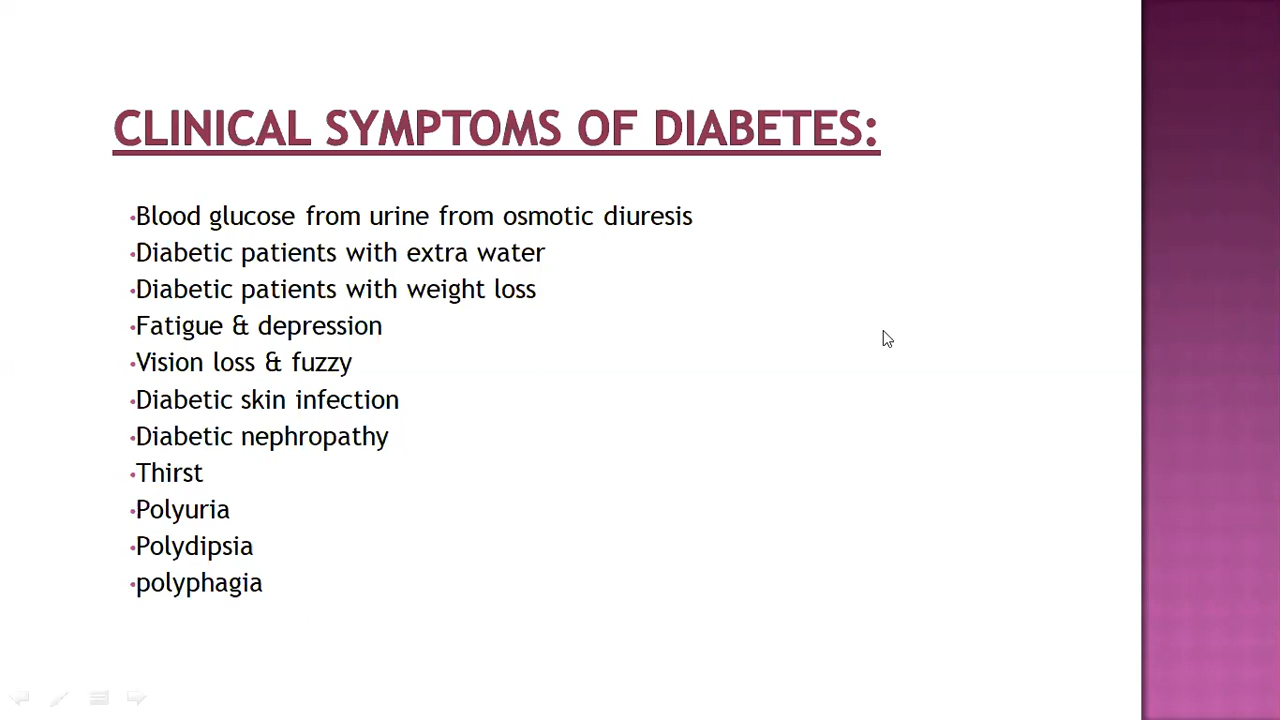 CLINICAL SYMPTOMS OF DIABETES:
•Blood glucose from urine from osmotic diuresis
•Diabetic patients with extra water
•Diabetic patients with weight loss
•Fatigue & depression
•Vision loss & fuzzy
•Diabetic skin infection
•Diabetic nephropathy
•Thirst
•Polyuria
•Polydipsia
•polyphagia